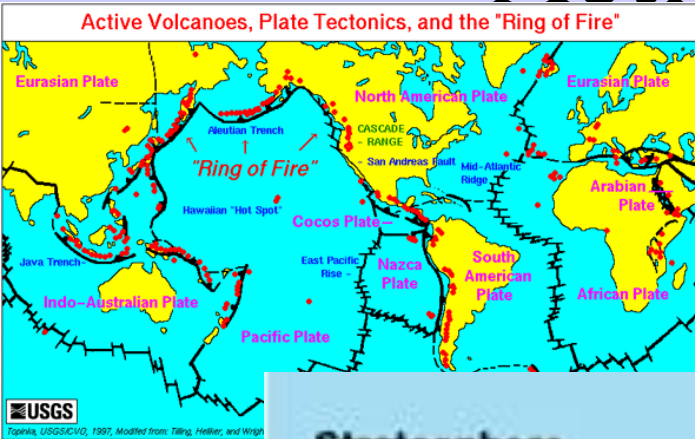 Active Volcanoes, Plate Tectonics, and the "Ring of Fire"
Eurasian Plate
North American Plate
Eurasian Plate
Aleutian Trench
CASCADE
RANGE
"Ring of Fire"
San Andreas Fault
Mid-Atlantic
Ridge
Arabian
Plate
Hawaiian "Hot Spot"
Cocos Plate
Java Trench
East Pacific
Rise
Nazca
Plate
South
American
Plate
Indo-Australian Plate
African Plate
Pacific Plate
USGS
Topinka, USGS/CVO, 1997, Modified from: Tilling, Heliker, and